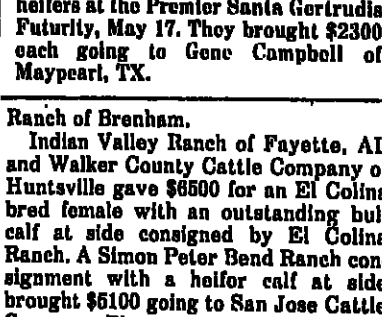 heifers at the Premier Santa Gertrudis
Futurity, May 17. They brought $2300
each going to Gene Campbell of
Maypearl, TX.
Ranch of Brenham.
Indian Valley Ranch of Fayette, AL
and Walker County Cattle Company o
Huntsville gave $6500 for an El Colina
bred female with an outstanding bul
calf at side consigned by El Colina
Ranch. A Simon Peter Bend Ranch con
signment with a heifer calf at side
brought $5100 going to San Jose Cattle